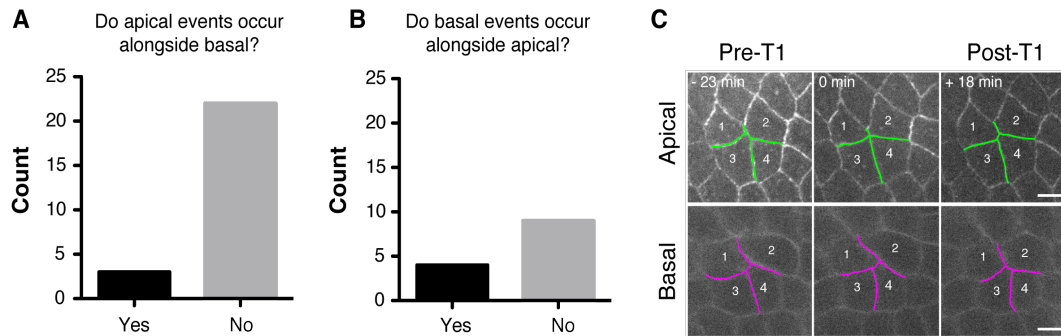 A
Do apical events occur
alongside basal?
Count
25
20
15
10
5
0
Yes
No
B
Do basal events occur
alongside apical?
Count
25
20
15
10
5
0
Yes
No
C
Pre-T1
Post-T1
Apical
- 23 min
0 min
+ 18 min
1
2
3
4
1
2
3
4
1
2
3
4
Basal
1
2
3
4
1
2
3
4
1
2
3
4